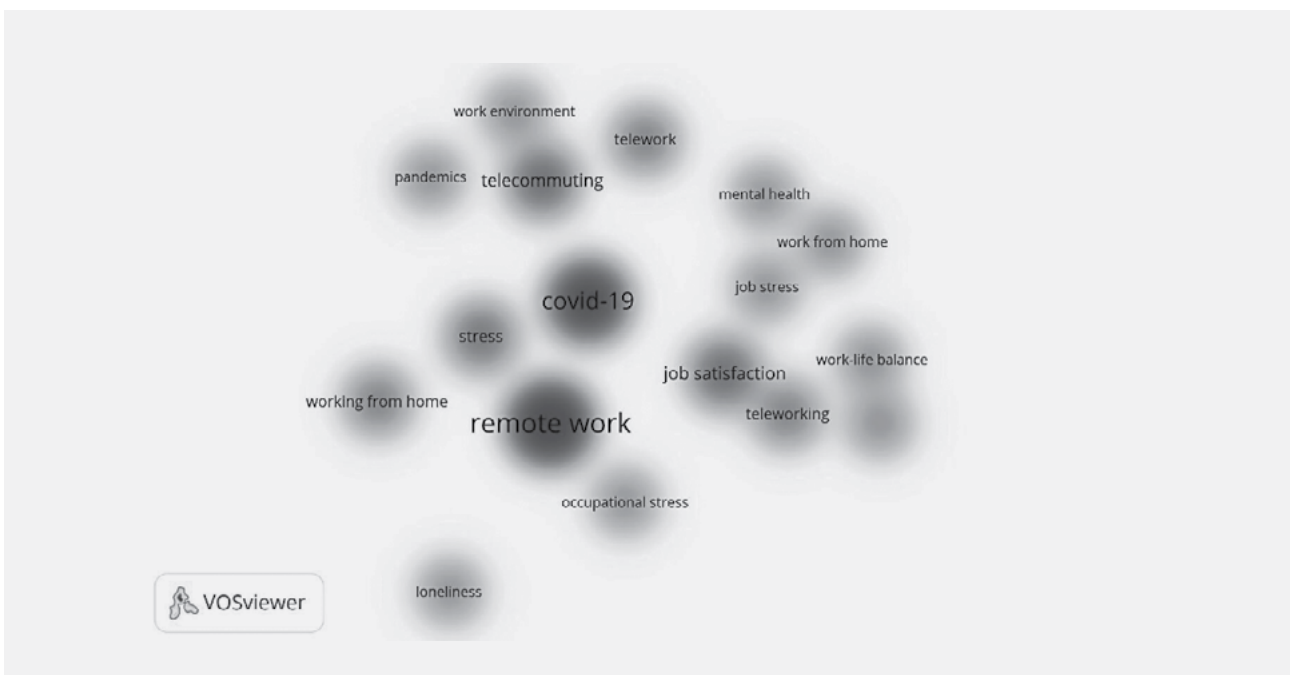 work environment
telework
pandemics
telecommuting
mental health
work from home
job stress
covid-19
stress
work-life balance
job satisfaction
working from home
teleworking
remote work
occupational stress
loneliness
VOSviewer